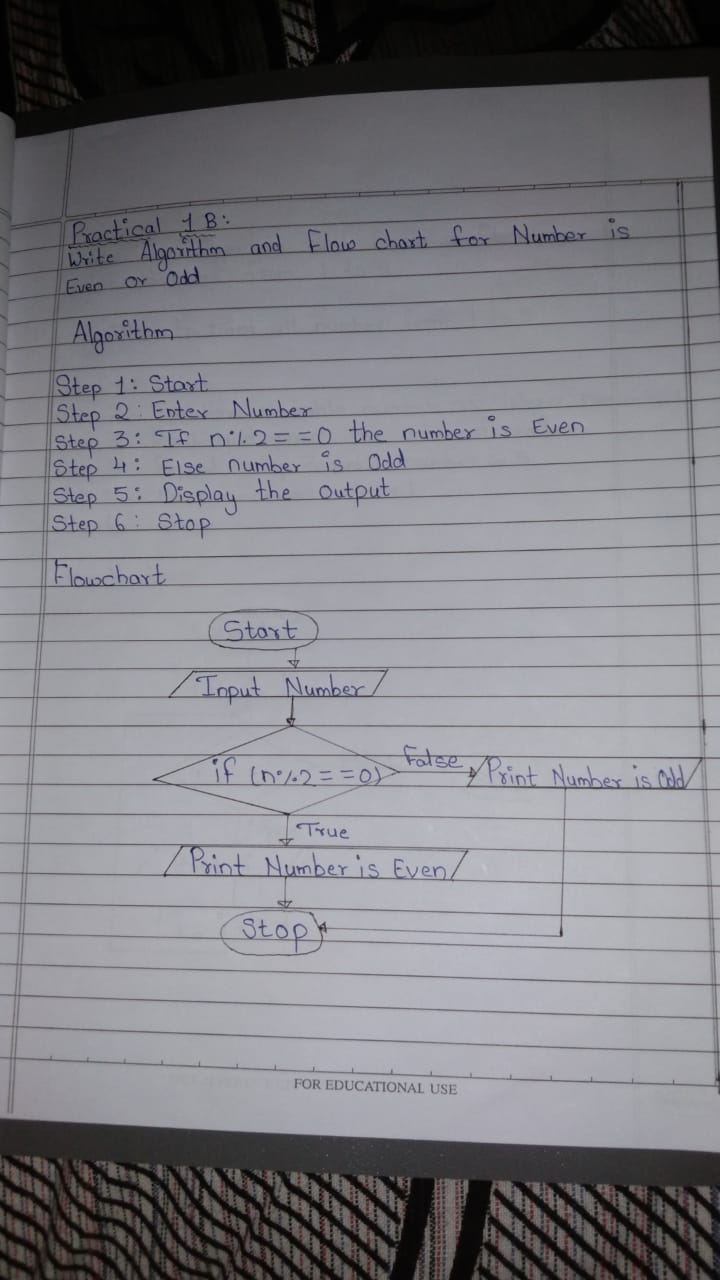 Practical 1 B:
Write Algorithm and Flow chart for Number is
Even or Odd
Algorithm
Step 1: Start
Step 2: Enter Number
Step 3: If n%2==0 the number is Even
Step 4: Else number is Odd
Step 5: Display the output
Step 6: Stop
Flowchart
Start
Input Number
if (n%2==0)
False
Print Number is Odd
True
Print Number is Even
Stop
FOR EDUCATIONAL USE